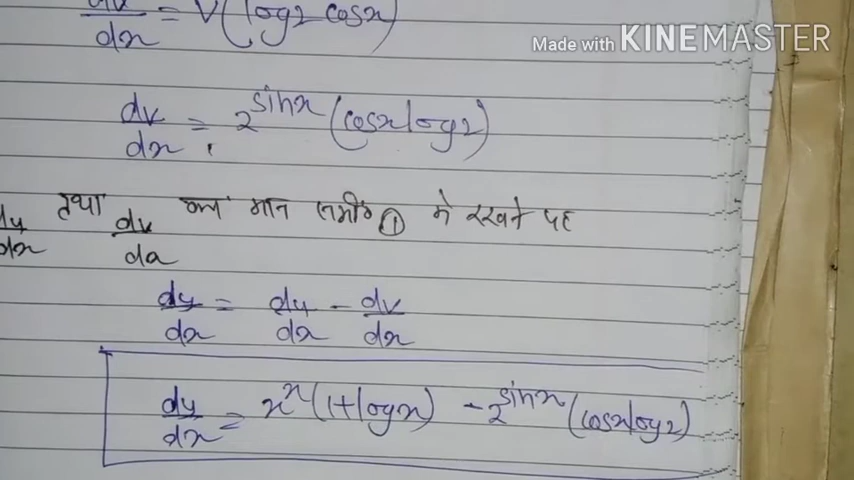 dv/dx = V(log2 cosx)
Made with KINEMASTER
dv/dx = 2^sinx (cosx log2)
du/dx तथा dv/dx का मान समी० ① में रखने पर
dy/dx = du/dx - dv/dx
dy/dx = x^x (1+logx) - 2^sinx (cosx log2)